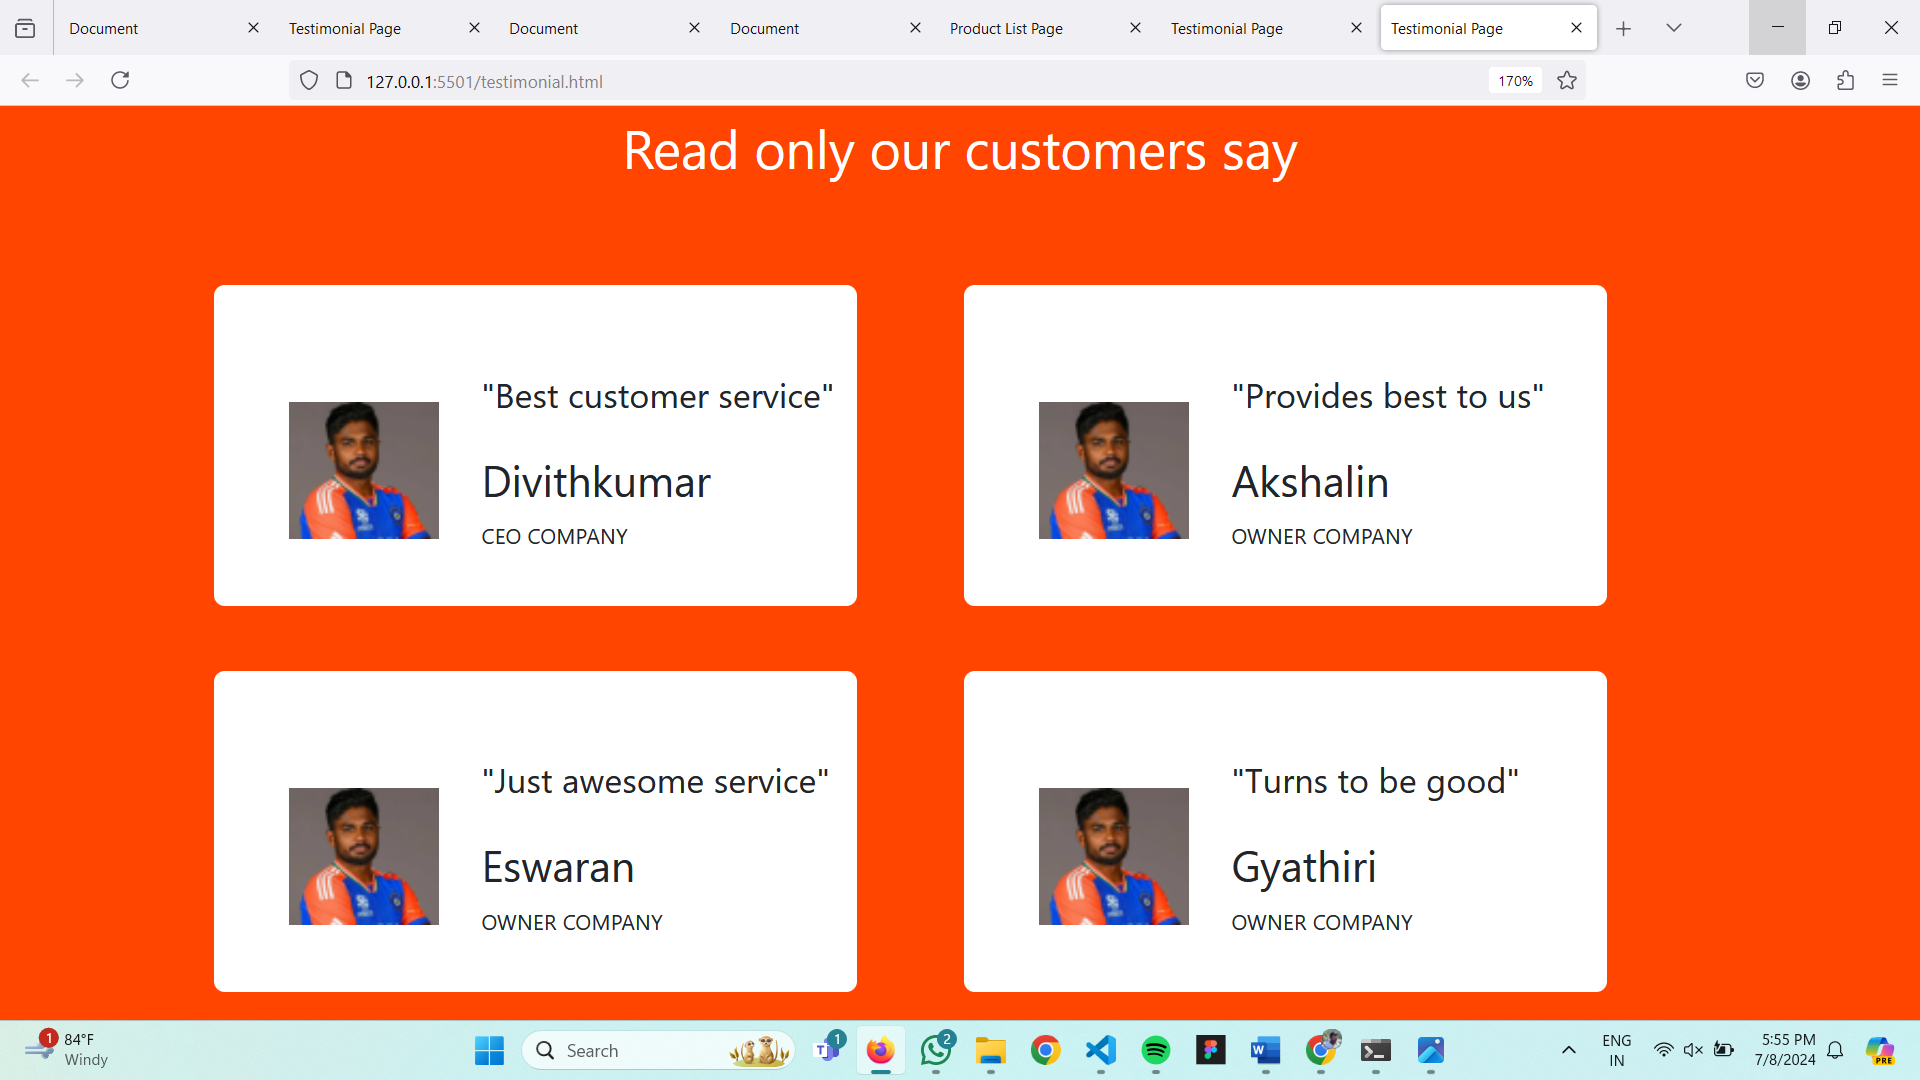 Document
Testimonial Page
Document
Document
Product List Page
Testimonial Page
Testimonial Page
127.0.0.1:5501/testimonial.html
170%
Read only our customers say
"Best customer service"
Divithkumar
CEO COMPANY
"Provides best to us"
Akshalin
OWNER COMPANY
"Just awesome service"
Eswaran
OWNER COMPANY
"Turns to be good"
Gyathiri
OWNER COMPANY
1
84°F
Windy
Search
T
1
2
W
ENG
IN
5:55 PM
7/8/2024
PRE